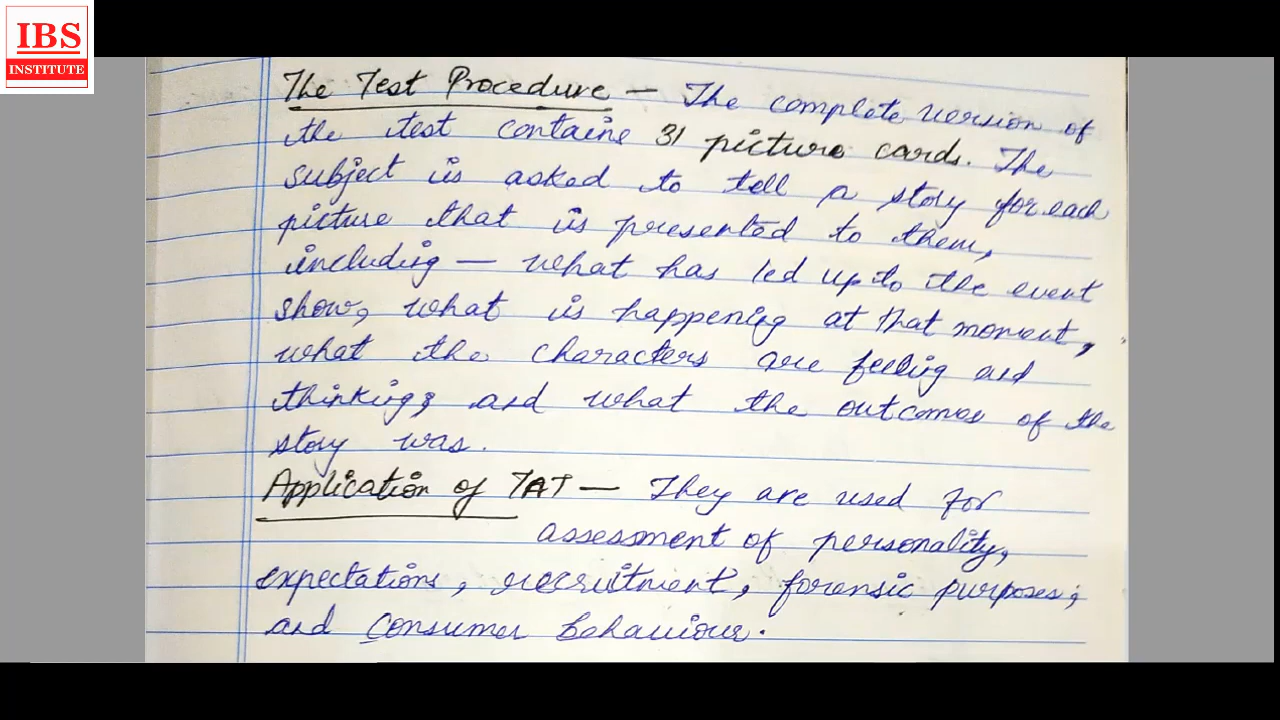 IBS
INSTITUTE
The Test Procedure — The complete version of
the test contains 31 picture cards. The
subject is asked to tell a story for each
picture that is presented to them,
including — what has led up to the event
show, what is happening at that moment,
what the characters are feeling and
thinking, and what the outcomes of the
story was.
Application of TAT — They are used for
assessment of personality,
expectations, recruitment, forensic purposes,
and Consumer behaviour.